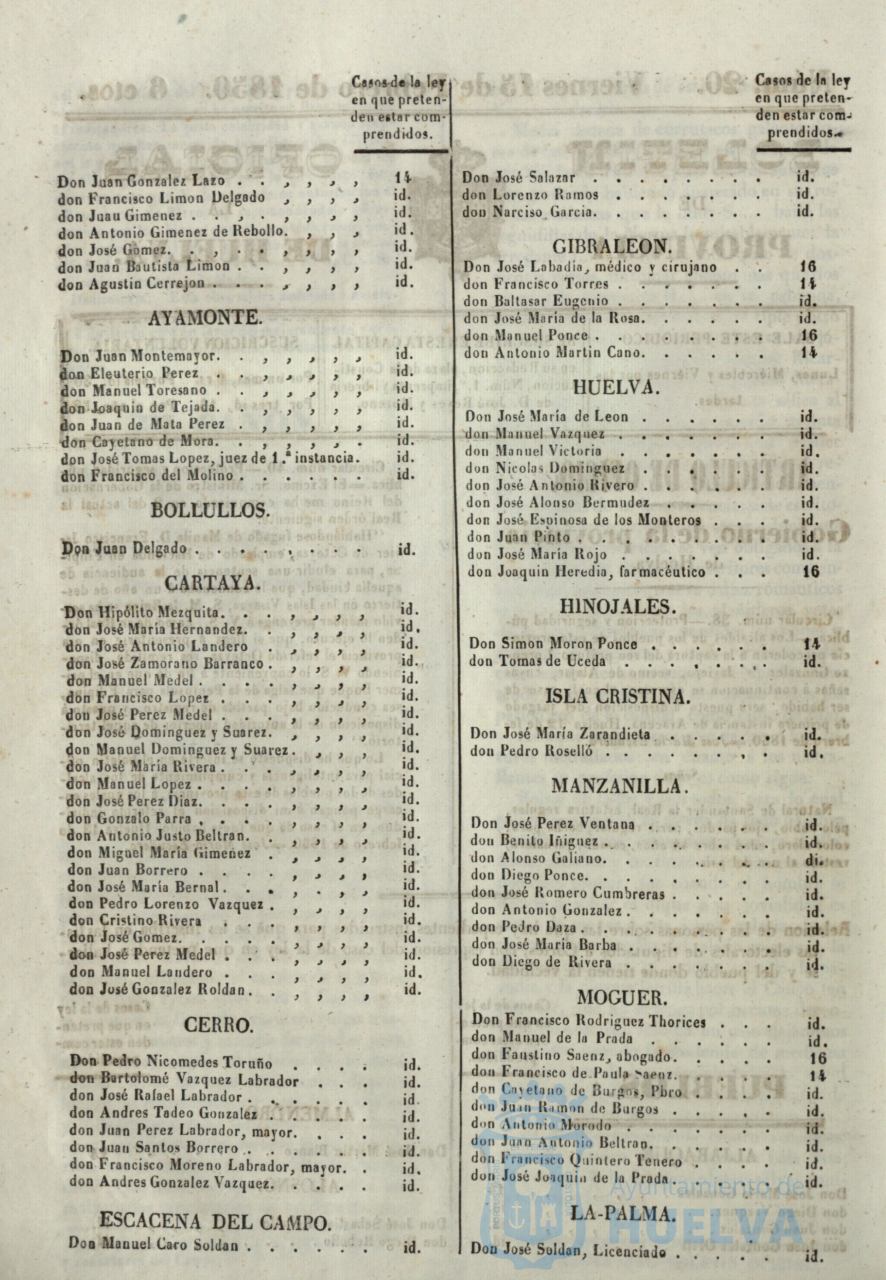 Casos de la ley
en que preten-
den estar com-
prendidos.
Don Juan Gonzalez Lazo . . , , , , 14
don Francisco Limon Delgado , , , , id.
don Juau Gimenez . . , . , , , , id.
don Antonio Gimenez de Rebollo. , , , id.
don José Gomez. . , . , , , , id.
don Juan Bautista Limon . . , , , , id.
don Agustin Cerrejon . . . , , , , id.
AYAMONTE.
Don Juan Montemayor. . , , , , , id.
don Eleuterio Perez . . , , , , , id.
don Manuel Toresano . . , , , , , id.
don Joaquin de Tejada. . , , , , , id.
don Juan de Mata Perez . , , , , , id.
don Cayetano de Mora. . , , , , . id.
don José Tomas Lopez, juez de 1.ª instancia. id.
don Francisco del Molino . . . . . . id.
BOLLULLOS.
Don Juan Delgado . . . . . . . . id.
CARTAYA.
Don Hipólito Mezquita. . . , , , , id.
don José María Hernandez. . , , , , id.
don José Antonio Landero . , , , , id.
don José Zamorano Barranco . , , , , id.
don Manuel Medel . . . . , , , , id.
don Francisco Lopez . . . , , , , id.
don José Perez Medel . . . , , , , id.
don José Dominguez y Suarez. , , , , id.
don Manuel Dominguez y Suarez . , , , id.
don José María Rivera . . . , , , , id.
don Manuel Lopez . . . . , , , , id.
don José Perez Diaz. . . . , , , , id.
don Gonzalo Parra . . . . , , , , id.
don Antonio Justo Beltran. . , , , , id.
don Miguel María Gimenez . , , , , id.
don Juan Borrero . . . . , , , , id.
don José María Bernal . . . , . , , id.
don Pedro Lorenzo Vazquez . , , , , id.
don Cristino Rivera . . . , , , , id.
don José Gomez. . . . . , , , , id.
don José Perez Medel . . . , , , , id.
don Manuel Landero . . . , , , , id.
don José Gonzalez Roldan . . , , , , id.
CERRO.
Don Pedro Nicomedes Toruño . . . . id.
don Bartolomé Vazquez Labrador . . . id.
don José Rafael Labrador . . . . . . id.
don Andres Tadeo Gonzalez . . . . . id.
don Juan Perez Labrador, mayor. . . . id.
don Juan Santos Borrero . . . . . . id.
don Francisco Moreno Labrador, mayor. . id.
don Andres Gonzalez Vazquez. . . . . id.
ESCACENA DEL CAMPO.
Don Manuel Caro Soldan . . . . . . id.
Casos de la ley
en que preten-
den estar com-
prendidos.
Don José Salazar . . . . . . . . id.
don Lorenzo Ramos . . . . . . . id.
don Narciso Garcia. . . . . . . . id.
GIBRALEON.
Don José Labadia, médico y cirujano . . 16
don Francisco Torres . . . . . . . 14
don Baltasar Eugenio . . . . . . . id.
don José María de la Rosa. . . . . . id.
don Manuel Ponce . . . . . . . . 16
don Antonio Martin Cano. . . . . . 14
HUELVA.
Don José María de Leon . . . . . . id.
don Manuel Vazquez . . . . . . . id.
don Manuel Victoria . . . . . . . id.
don Nicolas Dominguez . . . . . . id.
don José Antonio Rivero . . . . . . id.
don José Alonso Bermudez . . . . . id.
don José Espinosa de los Monteros . . . id.
don Juan Pinto . . . . . . . . id.
don José María Rojo . . . . . . . id.
don Joaquin Heredia, farmacéutico . . . 16
HINOJALES.
Don Simon Moron Ponce . . . . . . 14
don Tomas de Uceda . . . . , . . id.
ISLA CRISTINA.
Don José María Zarandieta . . . . . id.
don Pedro Roselló . . . . . . , . id.
MANZANILLA.
Don José Perez Ventana . . . . . . id.
don Benito Iñiguez . . . . . . . . id.
don Alonso Galiano. . . . . . . . di.
don Diego Ponce. . . . . . . . . id.
don José Romero Cumbreras . . . . . id.
don Antonio Gonzalez . . . . . . . id.
don Pedro Daza . . . . . . . . . id.
don José María Barba . . . . . . . id.
don Diego de Rivera . . . . . . . id.
MOGUER.
Don Francisco Rodriguez Thorices . . . id.
don Manuel de la Prada . . . . . . id.
don Faustino Saenz, abogado. . . . . 16
don Francisco de Paula Saenz. . . . . 14
don Cayetano de Burgos, Pbro . . . . id.
don Juan Ramon de Burgos . . . . . id.
don Antonio Morodo . . . . . . . id.
don Juan Antonio Beltran. . . . . . id.
don Francisco Quintero Tenero . . . . id.
don José Joaquin de la Prada . . . . . id.
LA-PALMA.
Don José Soldan, Licenciado . . . . . id.
Ayuntamiento de
HUELVA